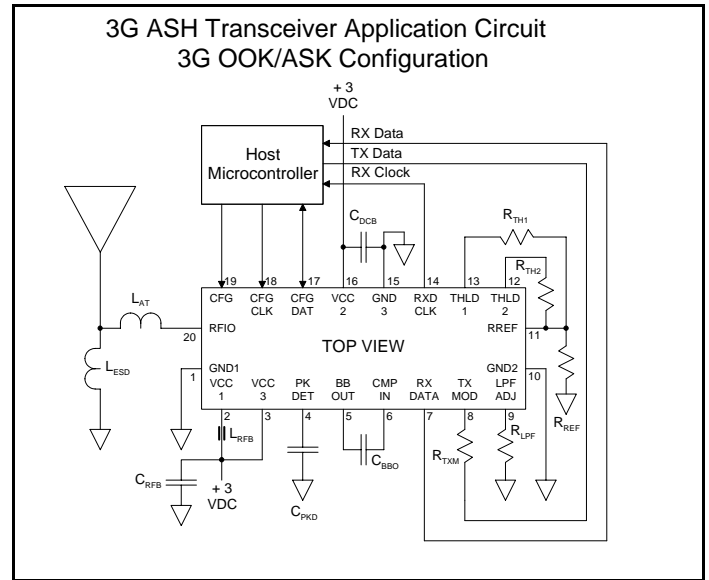 3G ASH Transceiver Application Circuit
3G OOK/ASK Configuration
+ 3
VDC
RX Data
TX Data
RX Clock
Host
Microcontroller
C_DCB
R_TH1
R_TH2
19 18 17 16 15 14 13 12
CFG CFG CFG VCC GND RXD THLD THLD
CLK DAT 2 3 CLK 1 2
L_AT
20 RFIO
RREF 11
TOP VIEW
L_ESD
GND1 GND2
1 10
VCC VCC PK BB CMP RX TX LPF
1 3 DET OUT IN DATA MOD ADJ
2 3 4 5 6 7 8 9
L_RFB
R_REF
R_LPF
R_TXM
C_BBO
C_RFB
+ 3
VDC
C_PKD